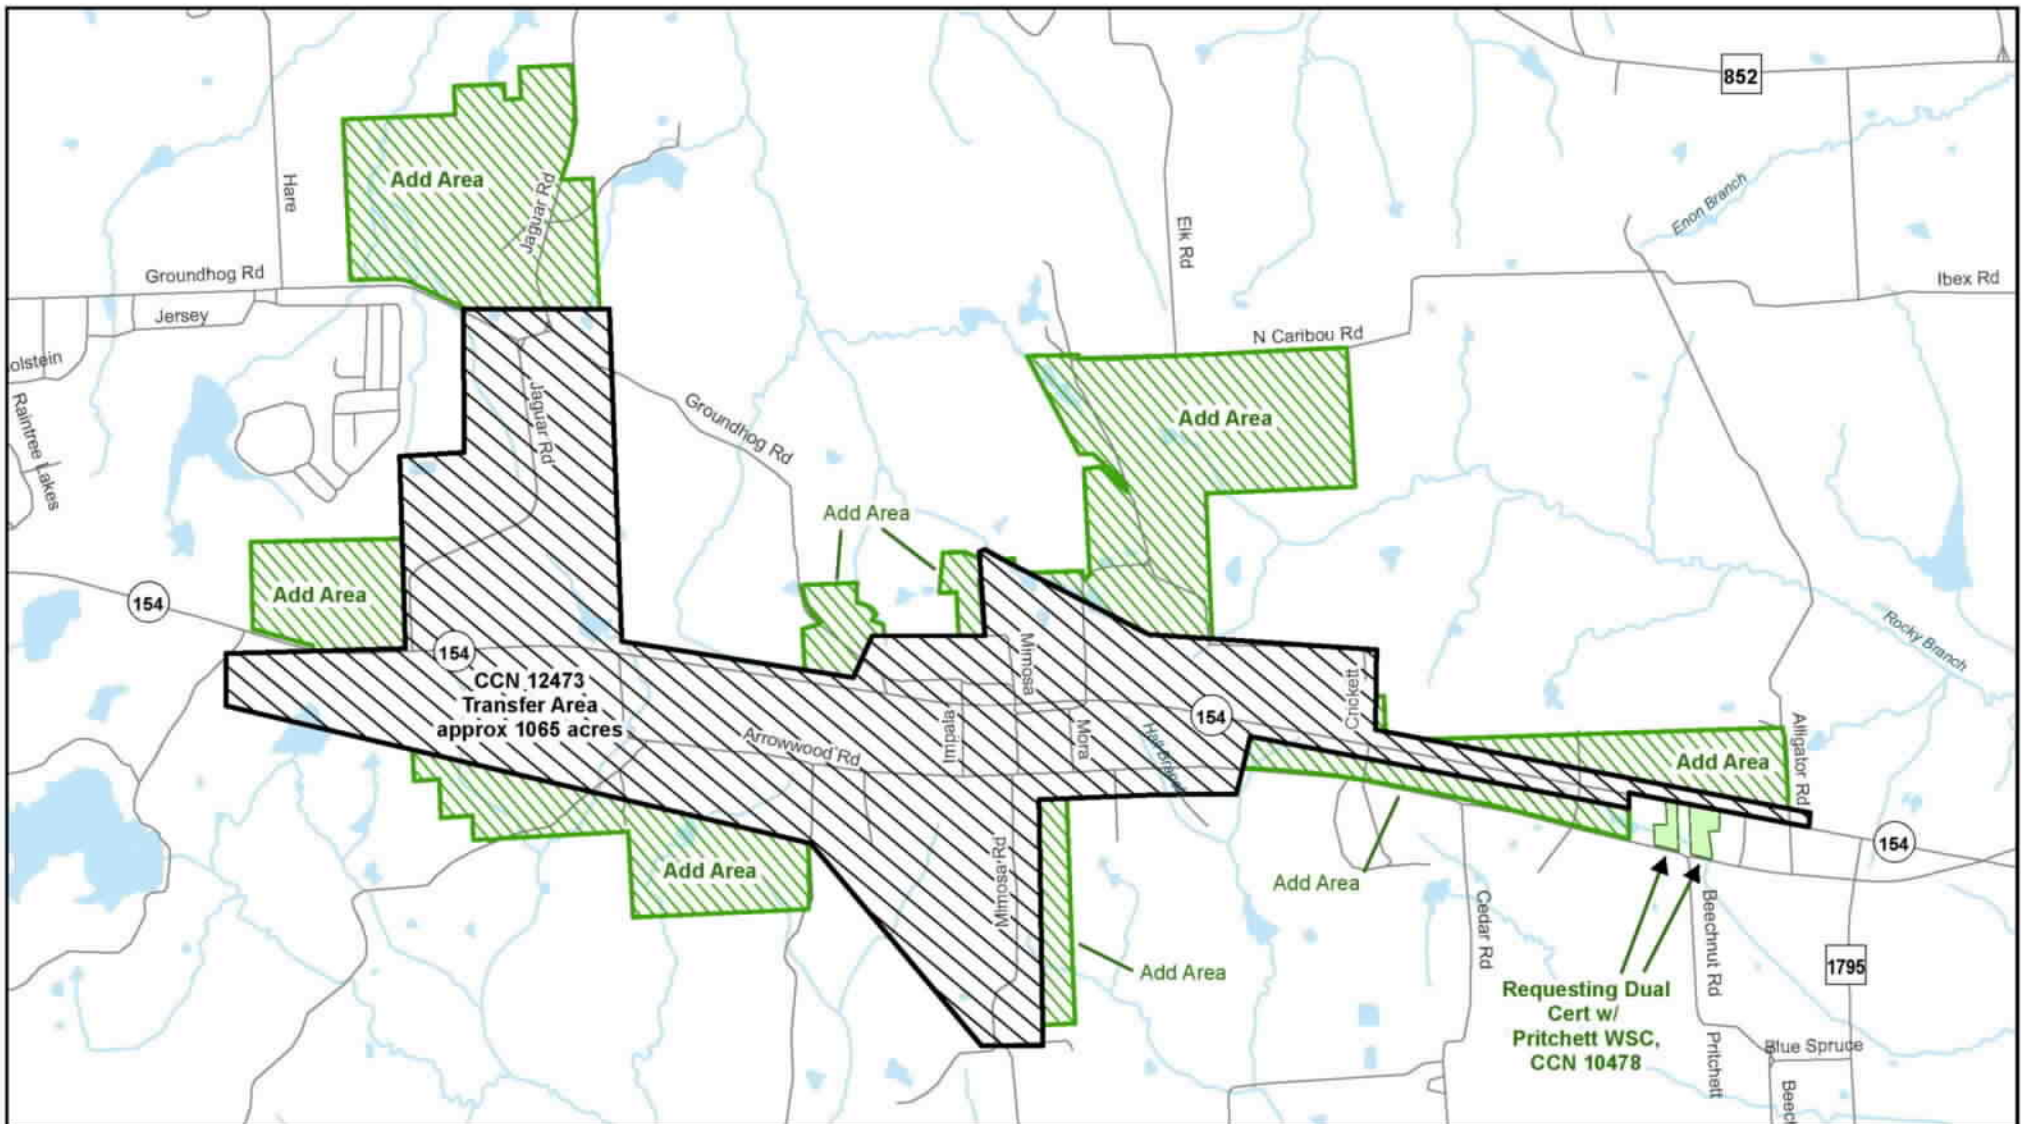 852
Add Area
Hare
Jaguar Rd
Enon Branch
Elk Rd
Groundhog Rd
Ibex Rd
Jersey
N Caribou Rd
olstein
Jaguar Rd
Raintree Lakes
Groundhog Rd
Add Area
Add Area
Add Area
154
Rocky Branch
154
CCN 12473
Transfer Area
approx 1065 acres
Mimosa
Crickett
154
Impala
Mora
Arrowwood Rd
Alligator Rd
Add Area
154
Add Area
Add Area
Mimosa Rd
Cedar Rd
Beechnut Rd
Add Area
1795
Requesting Dual
Cert w/
Pritchett WSC,
CCN 10478
Pritchett
Blue Spruce
Beec